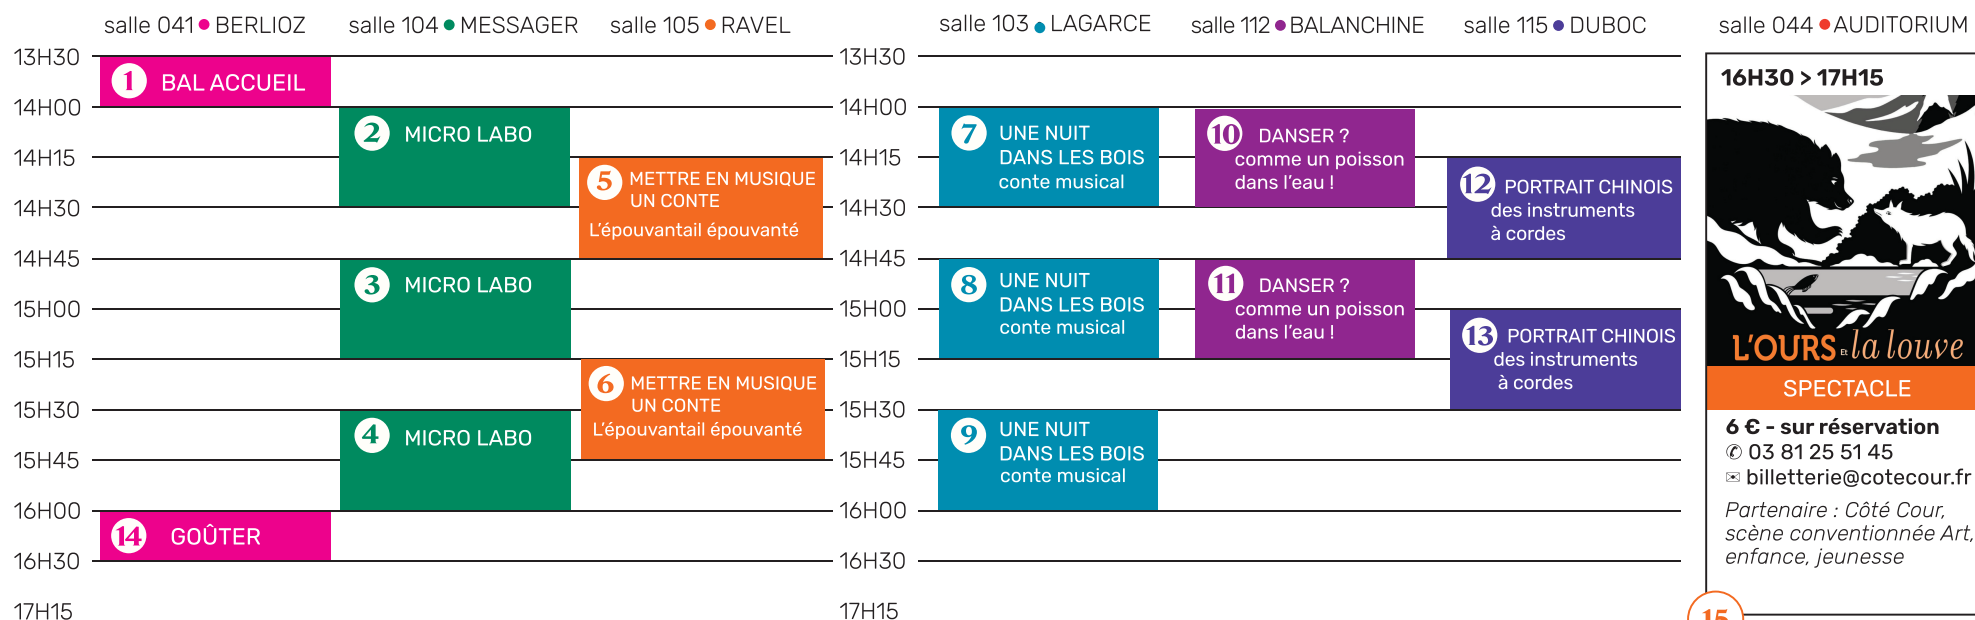 salle 041 • BERLIOZ
salle 104 • MESSAGER
salle 105 • RAVEL
13H30
14H00
14H15
14H30
14H45
15H00
15H15
15H30
15H45
16H00
16H30
17H15
1 BAL ACCUEIL
14 GOÛTER
2 MICRO LABO
3 MICRO LABO
4 MICRO LABO
5 METTRE EN MUSIQUE
UN CONTE
L'épouvantail épouvanté
6 METTRE EN MUSIQUE
UN CONTE
L'épouvantail épouvanté
salle 103 • LAGARCE
salle 112 • BALANCHINE
salle 115 • DUBOC
13H30
14H00
14H15
14H30
14H45
15H00
15H15
15H30
15H45
16H00
16H30
17H15
7 UNE NUIT
DANS LES BOIS
conte musical
8 UNE NUIT
DANS LES BOIS
conte musical
9 UNE NUIT
DANS LES BOIS
conte musical
10 DANSER ?
comme un poisson
dans l'eau !
11 DANSER ?
comme un poisson
dans l'eau !
12 PORTRAIT CHINOIS
des instruments
à cordes
13 PORTRAIT CHINOIS
des instruments
à cordes
salle 044 • AUDITORIUM
16H30 > 17H15
L'OURS Et la louve
SPECTACLE
6 € - sur réservation
✆ 03 81 25 51 45
✉ billetterie@cotecour.fr
Partenaire : Côté Cour,
scène conventionnée Art,
enfance, jeunesse
15